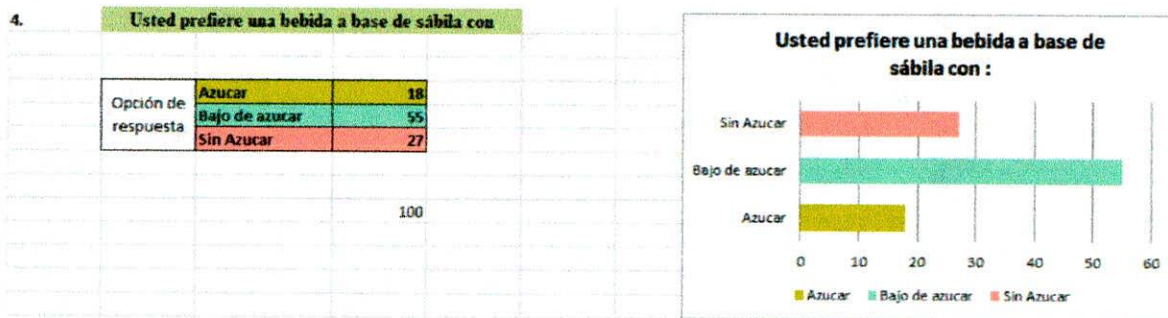 4.
Usted prefiere una bebida a base de sábila con
Opción de
respuesta
Azucar 18
Bajo de azucar 55
Sin Azucar 27
100
Usted prefiere una bebida a base de
sábila con :
Sin Azucar
Bajo de azucar
Azucar
0 10 20 30 40 50 60
Azucar Bajo de azucar Sin Azucar